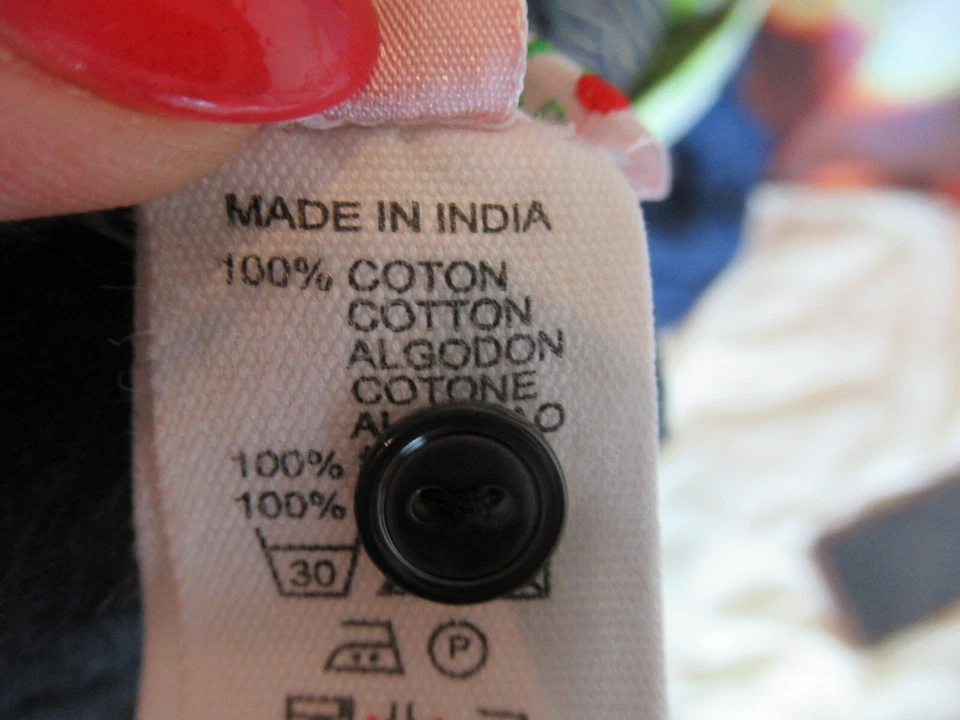 MADE IN INDIA
100% COTON
COTTON
ALGODON
COTONE
100%
100%
30
P